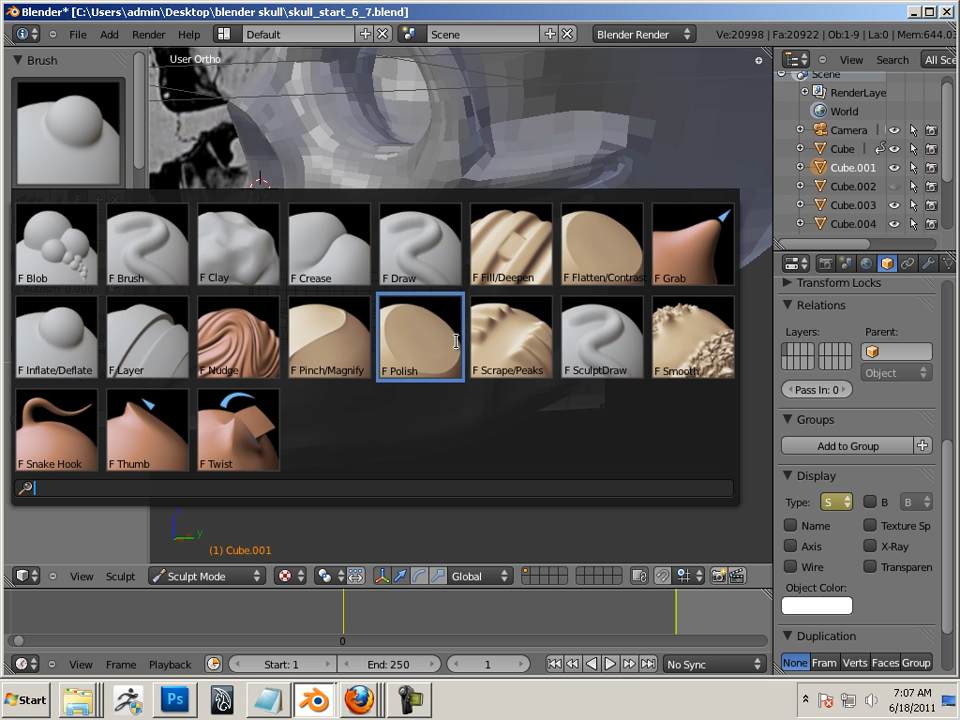 Blender* [C:\Users\admin\Desktop\blender skull\skull_start_6_7.blend]
File Add Render Help Default Scene Blender Render Ve:20998 | Fa:20922 | Ob:1-9 | La:0 | Mem:644.0
Brush
User Ortho
View Search All Sce
Scene
RenderLaye
World
Camera
Cube
Cube.001
Cube.002
Cube.003
Cube.004
F Blob F Brush F Clay F Crease F Draw F Fill/Deepen F Flatten/Contrast F Grab
F Inflate/Deflate F Layer F Nudge F Pinch/Magnify F Polish F Scrape/Peaks F SculptDraw F Smooth
F Snake Hook F Thumb F Twist
Transform Locks
Relations
Layers: Parent:
Object
Pass In: 0
Groups
Add to Group
Display
Type: S B B
Name Texture Sp
Axis X-Ray
Wire Transparen
Object Color:
Duplication
None Fram Verts Faces Group
y
(1) Cube.001
View Sculpt Sculpt Mode Global
0
View Frame Playback Start: 1 End: 250 1 No Sync
Start Ps 7:07 AM
6/18/2011